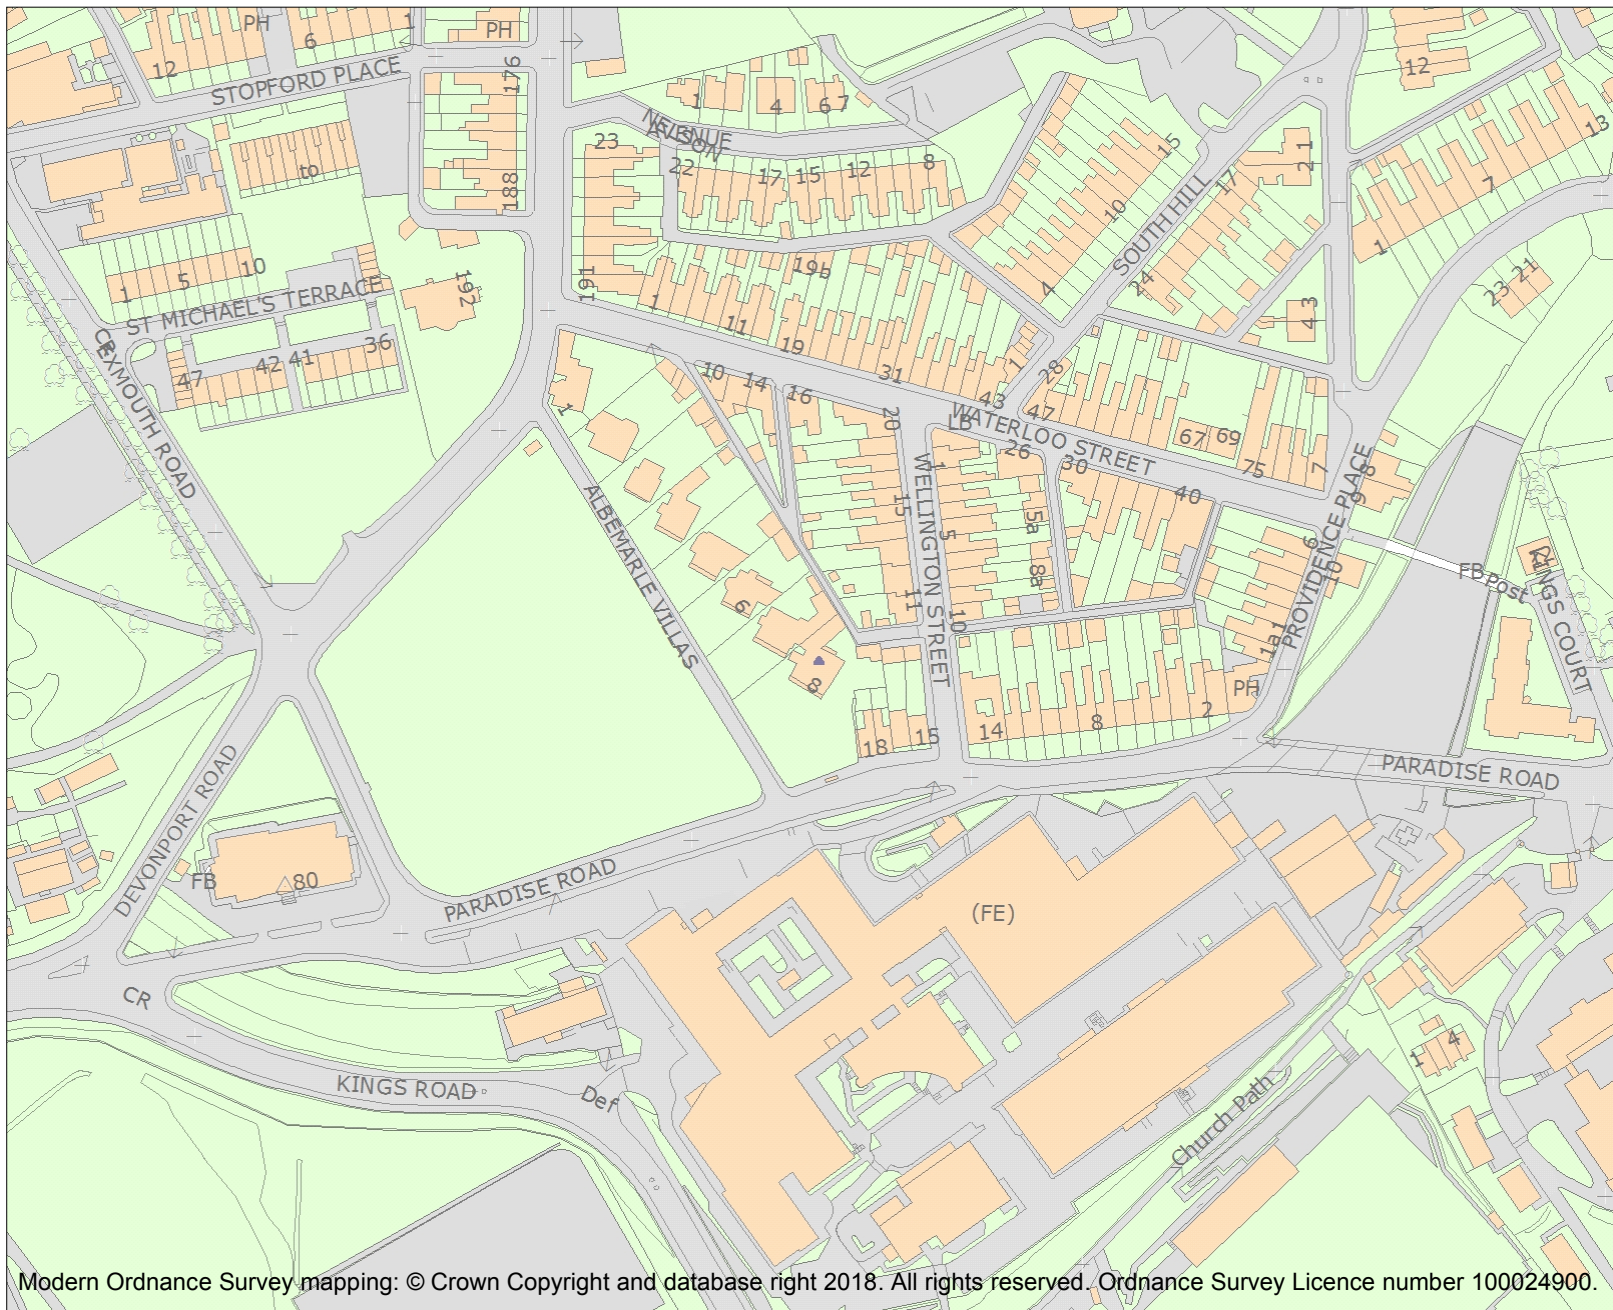 PH
1
6
12
PH
STOPFORD PLACE
176
1
4
6 7
12
13
NELSON
AVENUE
23
22
17
15
12
8
15
to
188
17
21
7
10
SOUTH HILL
1
5
10
1
ST MICHAEL'S TERRACE
192
191
19b
24
4
23
21
43
1
11
19
31
1
28
CR
36
42
41
47
10
14
16
20
43
47
WATERLOO STREET
LB
26
30
40
67
69
75
7
8
9
EXMOUTH ROAD
1
ALBEMARLE VILLAS
15
11
WELLINGTON STREET
1
5
10
5a
8a
6
10
1a1
PROVIDENCE PLACE
FB
Post
KINGS COURT
6
8
PH
18
15
14
8
2
PARADISE ROAD
DEVONPORT ROAD
FB
80
PARADISE ROAD
(FE)
CR
KINGS ROAD
Def
Church Path
1
4
Modern Ordnance Survey mapping: © Crown Copyright and database right 2018. All rights reserved. Ordnance Survey Licence number 100024900.